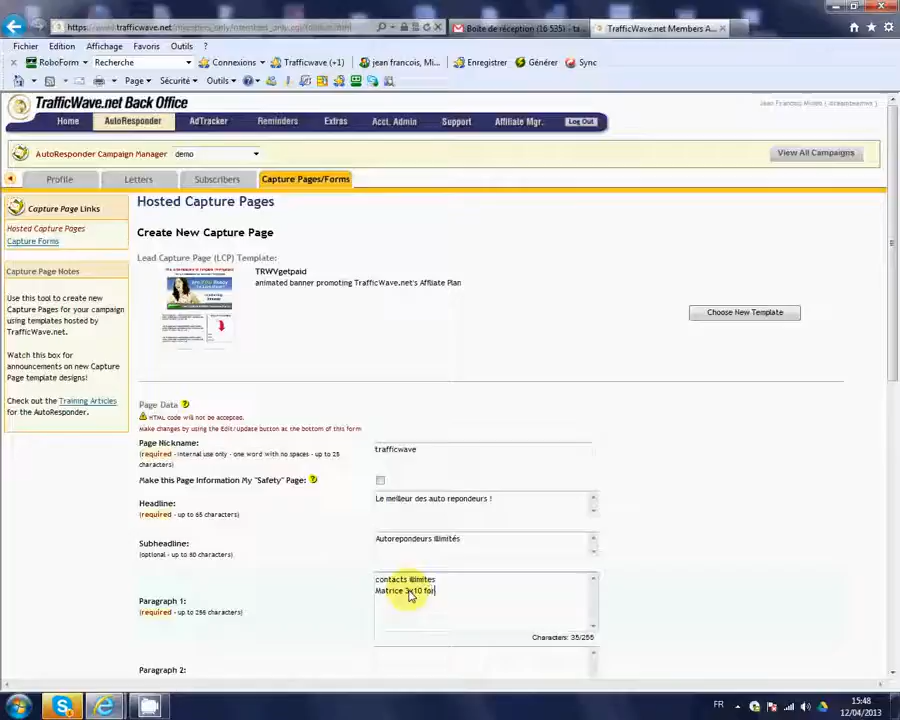 Boîte de réception (16 535) - ta...
TrafficWave.net Members A...
Fichier Edition Affichage Favoris Outils ?
RoboForm Recherche Connexions Trafficwave (+1) jean francois, Mi... Enregistrer Générer Sync
Page Sécurité Outils
TrafficWave.net Back Office
Home AutoResponder AdTracker Reminders Extras Acct. Admin Support Affiliate Mgr. Log Out
AutoResponder Campaign Manager demo View All Campaigns
Profile Letters Subscribers Capture Pages/Forms
Capture Page Links
Hosted Capture Pages
Capture Forms
Capture Page Notes
Use this tool to create new
Capture Pages for your campaign
using templates hosted by
TrafficWave.net.
Watch this box for
announcements on new Capture
Page template designs!
Check out the Training Articles
for the AutoResponder.
Hosted Capture Pages
Create New Capture Page
Lead Capture Page (LCP) Template:
TRWVgetpaid
animated banner promoting TrafficWave.net's Affliate Plan
Choose New Template
Page Data ?
HTML code will not be accepted.
Make changes by using the Edit/Update button at the bottom of this form
Page Nickname:
(required - internal use only - one word with no spaces - up to 25
characters)
trafficwave
Make this Page Information My "Safety" Page: ?
Headline:
(required - up to 65 characters)
Le meilleur des auto repondeurs !
Subheadline:
(optional - up to 80 characters)
Autorepondeurs illimités
Paragraph 1:
(required - up to 256 characters)
contacts illimites
Matrice 3x10 for
Characters: 35/256
Paragraph 2:
FR
15:48
12/04/2013